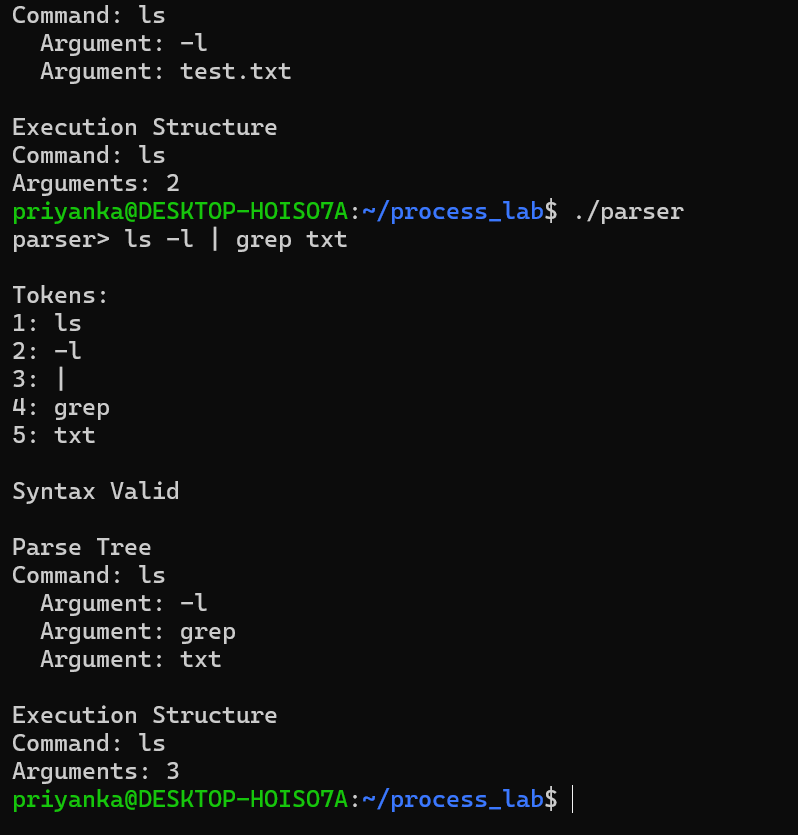 Command: ls
  Argument: -l
  Argument: test.txt

Execution Structure
Command: ls
Arguments: 2
priyanka@DESKTOP-HOISO7A:~/process_lab$ ./parser
parser> ls -l | grep txt

Tokens:
1: ls
2: -l
3: |
4: grep
5: txt

Syntax Valid

Parse Tree
Command: ls
  Argument: -l
  Argument: grep
  Argument: txt

Execution Structure
Command: ls
Arguments: 3
priyanka@DESKTOP-HOISO7A:~/process_lab$